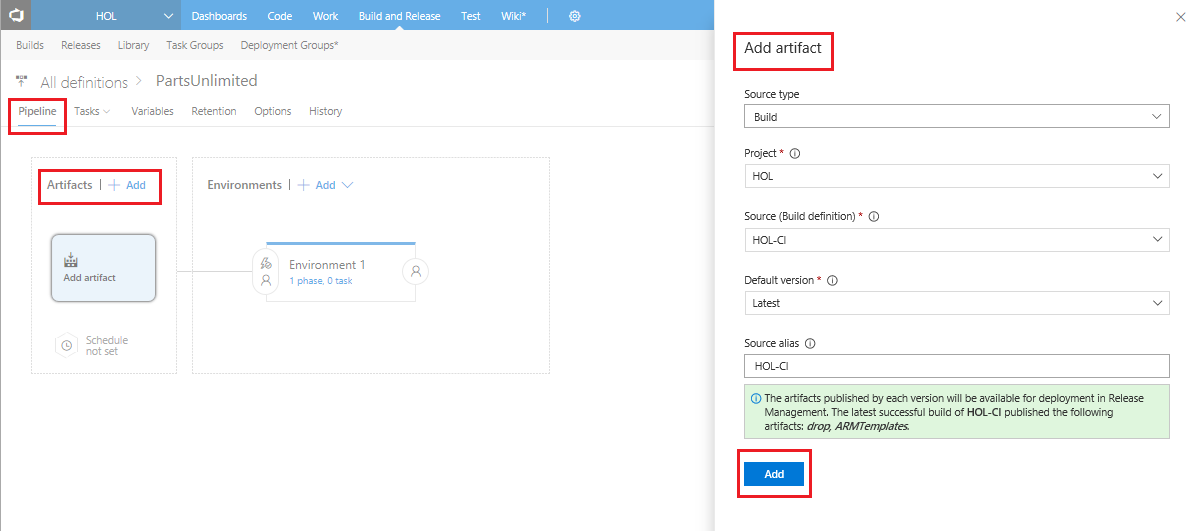 HOL Dashboards Code Work Build and Release Test Wiki*
Builds Releases Library Task Groups Deployment Groups*
All definitions > PartsUnlimited
Pipeline Tasks Variables Retention Options History
Artifacts | + Add
Add artifact
Schedule
not set
Environments | + Add
Environment 1
1 phase, 0 task
Add artifact
Source type
Build
Project *
HOL
Source (Build definition) *
HOL-CI
Default version *
Latest
Source alias
HOL-CI
The artifacts published by each version will be available for deployment in Release
Management. The latest successful build of HOL-CI published the following
artifacts: drop, ARMTemplates.
Add